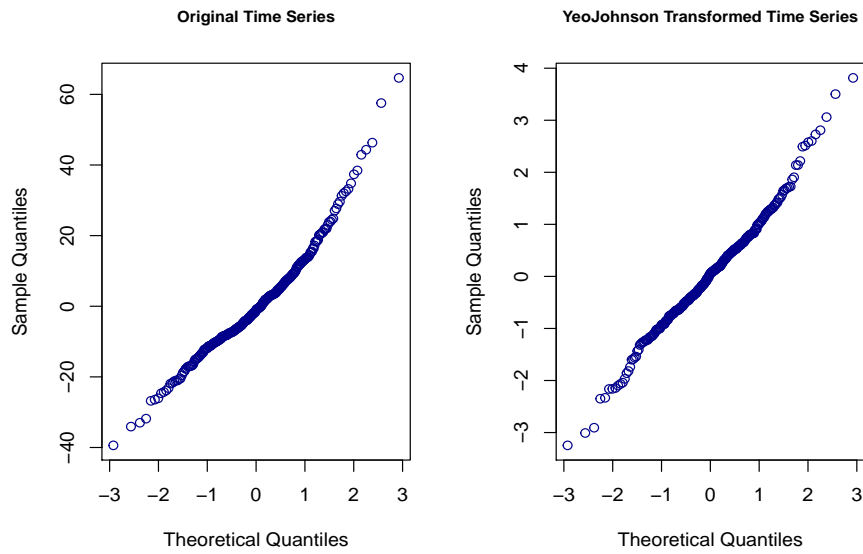 Original Time Series
Sample Quantiles
60
40
20
0
−20
−40
−3 −2 −1 0 1 2 3
Theoretical Quantiles
YeoJohnson Transformed Time Series
Sample Quantiles
4
3
2
1
0
−1
−2
−3
−3 −2 −1 0 1 2 3
Theoretical Quantiles